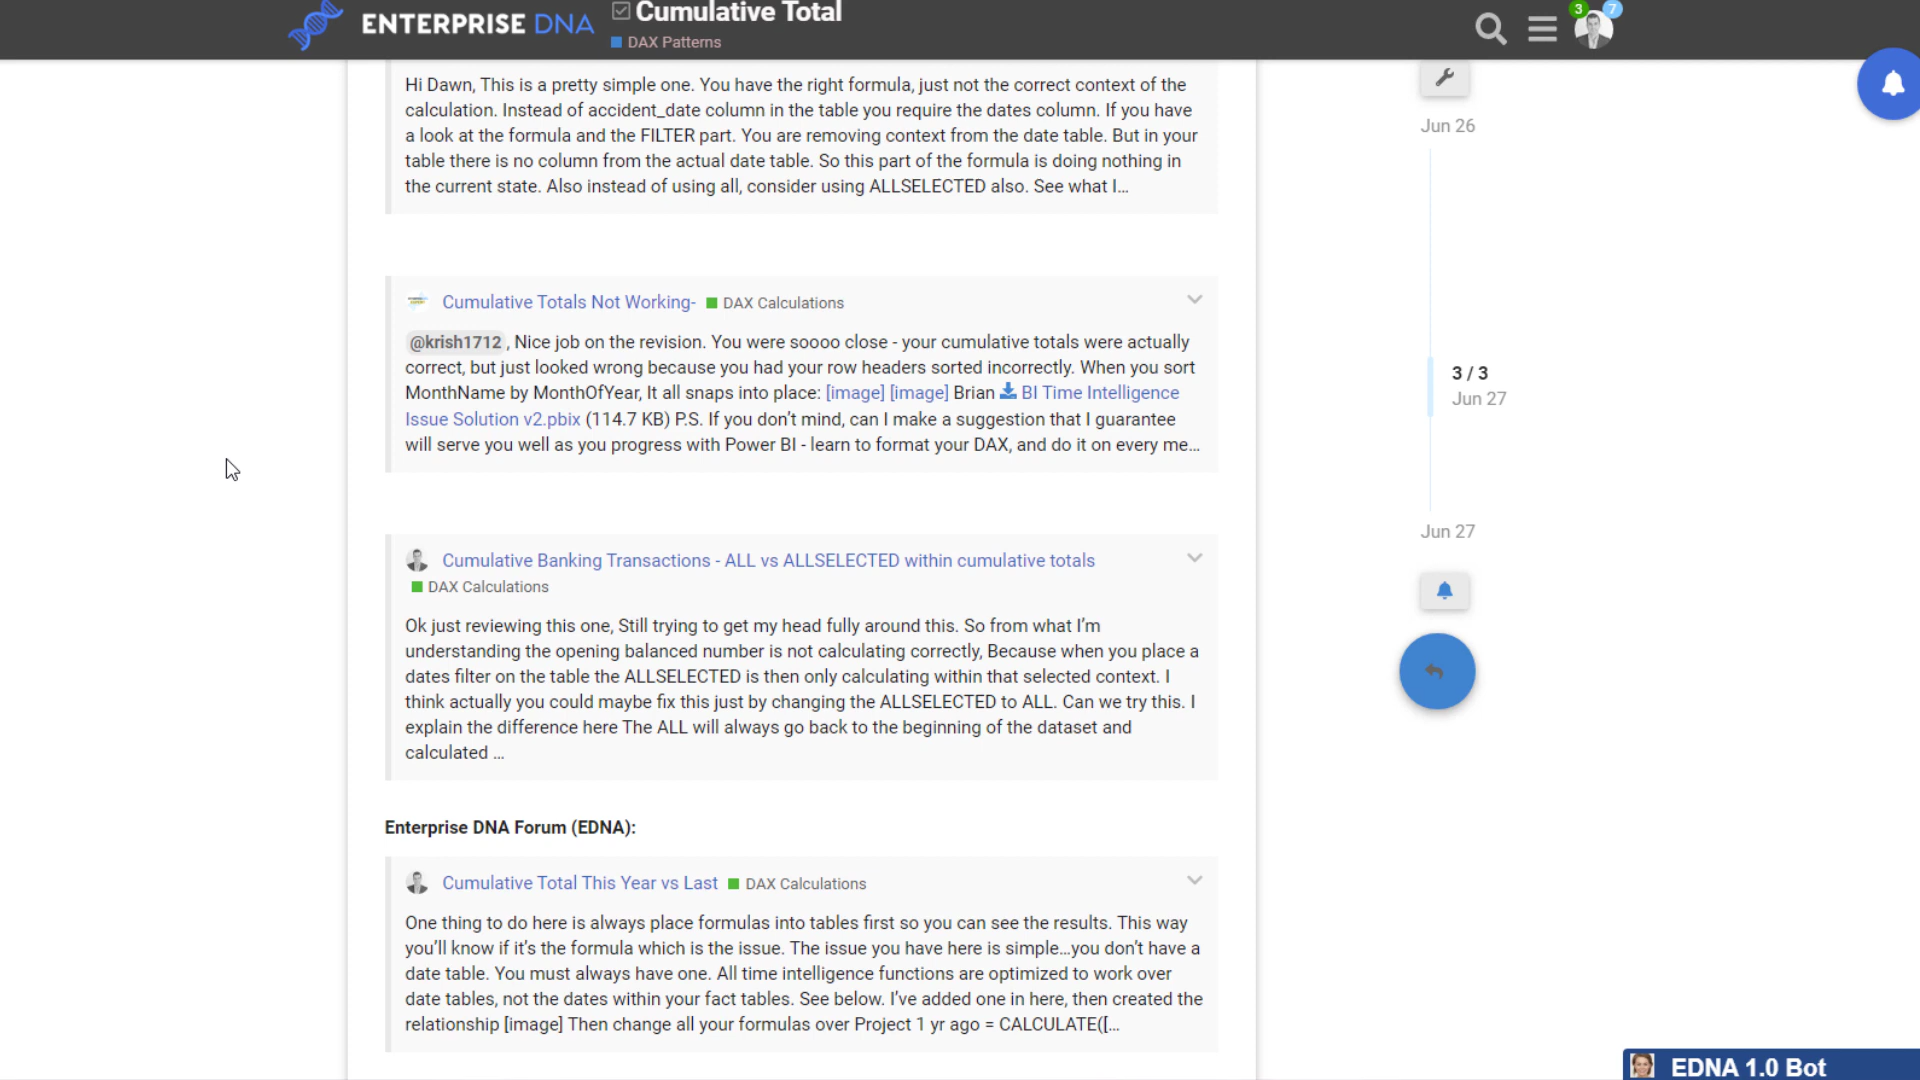 ENTERPRISE DNA
Cumulative Total
DAX Patterns
3
7
Hi Dawn, This is a pretty simple one. You have the right formula, just not the correct context of the
calculation. Instead of accident_date column in the table you require the dates column. If you have
a look at the formula and the FILTER part. You are removing context from the date table. But in your
table there is no column from the actual date table. So this part of the formula is doing nothing in
the current state. Also instead of using all, consider using ALLSELECTED also. See what I...
Jun 26
Cumulative Totals Not Working- DAX Calculations
@krish1712 , Nice job on the revision. You were soooo close - your cumulative totals were actually
correct, but just looked wrong because you had your row headers sorted incorrectly. When you sort
MonthName by MonthOfYear, It all snaps into place: [image] [image] Brian BI Time Intelligence
Issue Solution v2.pbix (114.7 KB) P.S. If you don't mind, can I make a suggestion that I guarantee
will serve you well as you progress with Power BI - learn to format your DAX, and do it on every me...
3 / 3
Jun 27
Jun 27
Cumulative Banking Transactions - ALL vs ALLSELECTED within cumulative totals
DAX Calculations
Ok just reviewing this one, Still trying to get my head fully around this. So from what I'm
understanding the opening balanced number is not calculating correctly, Because when you place a
dates filter on the table the ALLSELECTED is then only calculating within that selected context. I
think actually you could maybe fix this just by changing the ALLSELECTED to ALL. Can we try this. I
explain the difference here The ALL will always go back to the beginning of the dataset and
calculated ...
Enterprise DNA Forum (EDNA):
Cumulative Total This Year vs Last DAX Calculations
One thing to do here is always place formulas into tables first so you can see the results. This way
you'll know if it's the formula which is the issue. The issue you have here is simple...you don't have a
date table. You must always have one. All time intelligence functions are optimized to work over
date tables, not the dates within your fact tables. See below. I've added one in here, then created the
relationship [image] Then change all your formulas over Project 1 yr ago = CALCULATE([...
EDNA 1.0 Bot